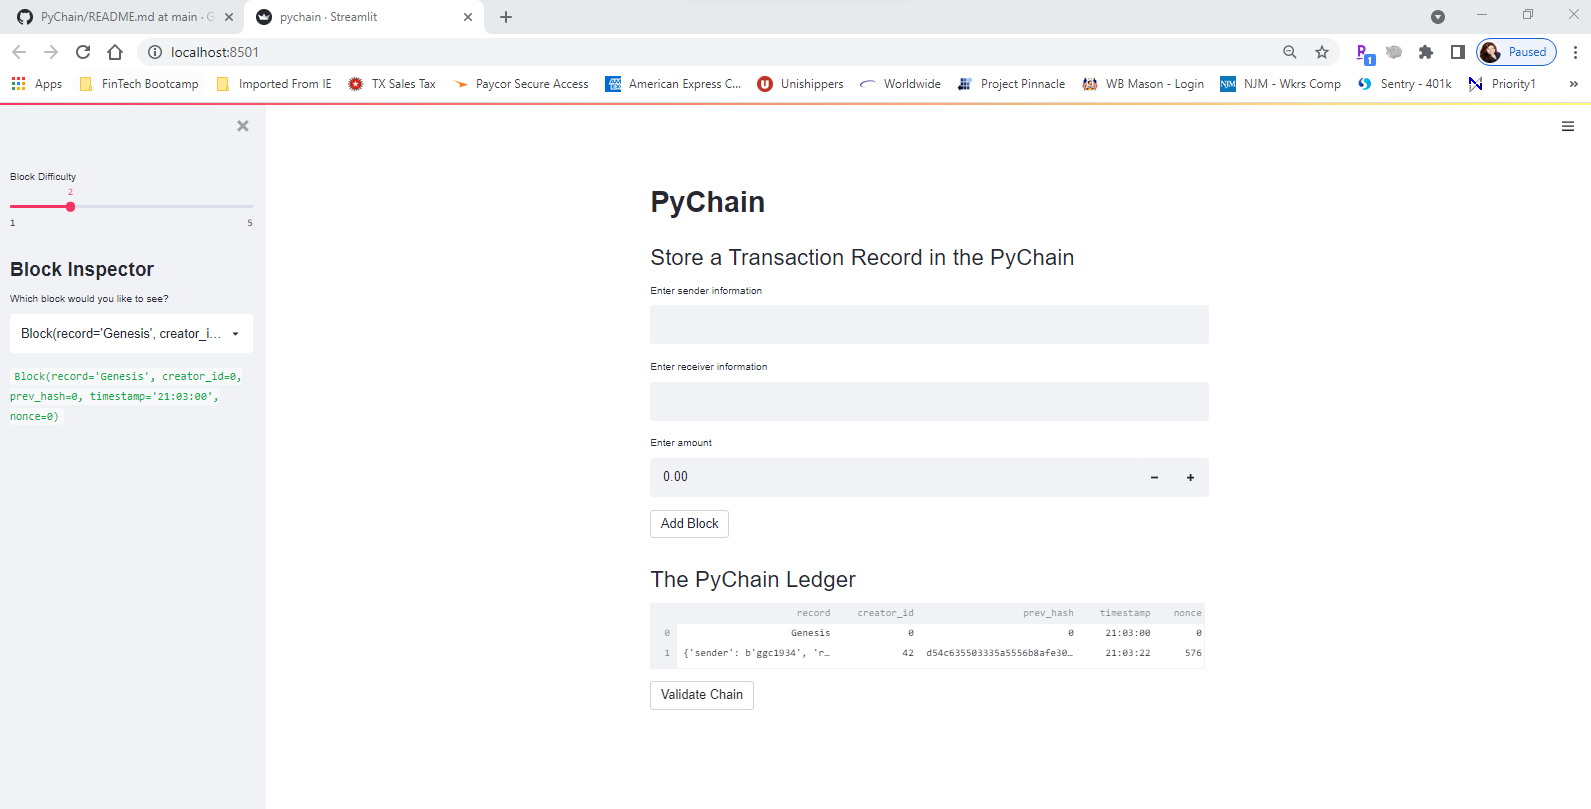 PyChain/README.md at main · G
pychain · Streamlit
localhost:8501
1
Paused
Apps
FinTech Bootcamp
Imported From IE
TX Sales Tax
Paycor Secure Access
American Express C...
Unishippers
Worldwide
Project Pinnacle
WB Mason - Login
NJM
NJM - Wkrs Comp
Sentry - 401k
Priority1
»
Block Difficulty
2
1 5
Block Inspector
Which block would you like to see?
Block(record='Genesis', creator_i...
Block(record='Genesis', creator_id=0,
prev_hash=0, timestamp='21:03:00',
nonce=0)
PyChain
Store a Transaction Record in the PyChain
Enter sender information
Enter receiver information
Enter amount
0.00 − +
Add Block
The PyChain Ledger
record creator_id prev_hash timestamp nonce
0 Genesis 0 0 21:03:00 0
1 {'sender': b'ggc1934', 'r… 42 d54c635503335a5556b8afe30… 21:03:22 576
Validate Chain